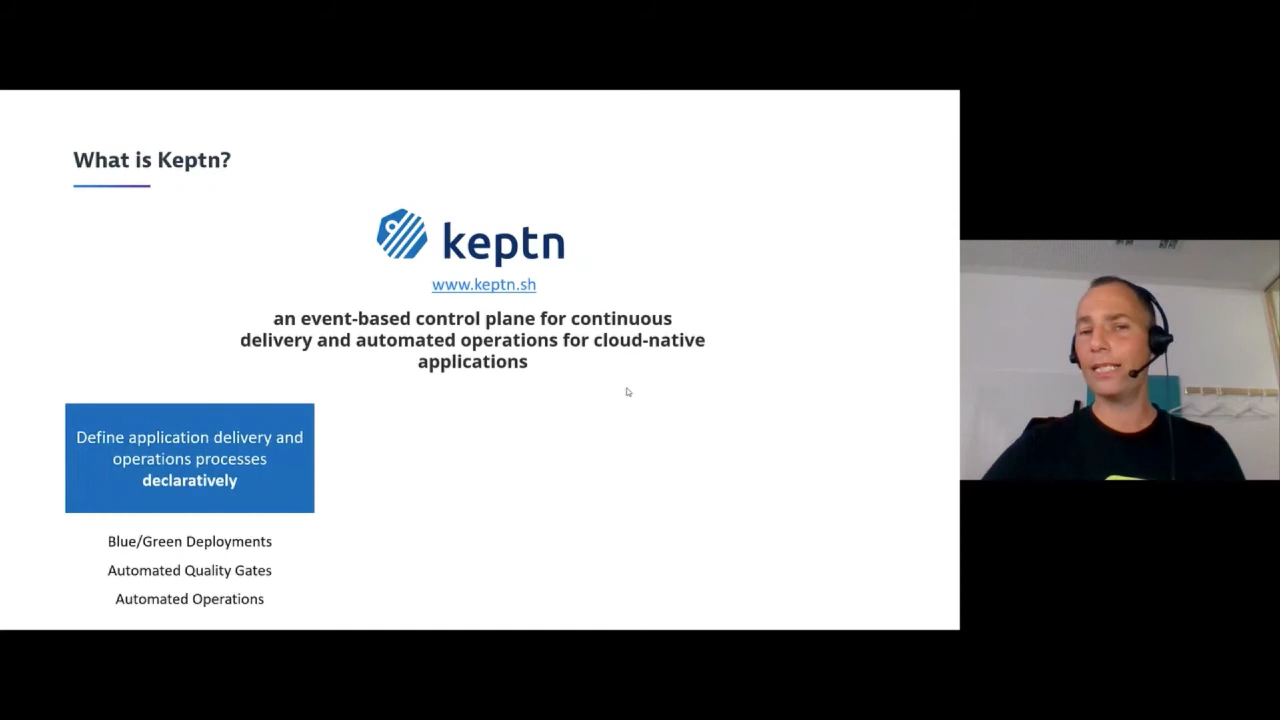 What is Keptn?
keptn
www.keptn.sh
an event-based control plane for continuous
delivery and automated operations for cloud-native
applications
Define application delivery and
operations processes
declaratively
Blue/Green Deployments
Automated Quality Gates
Automated Operations